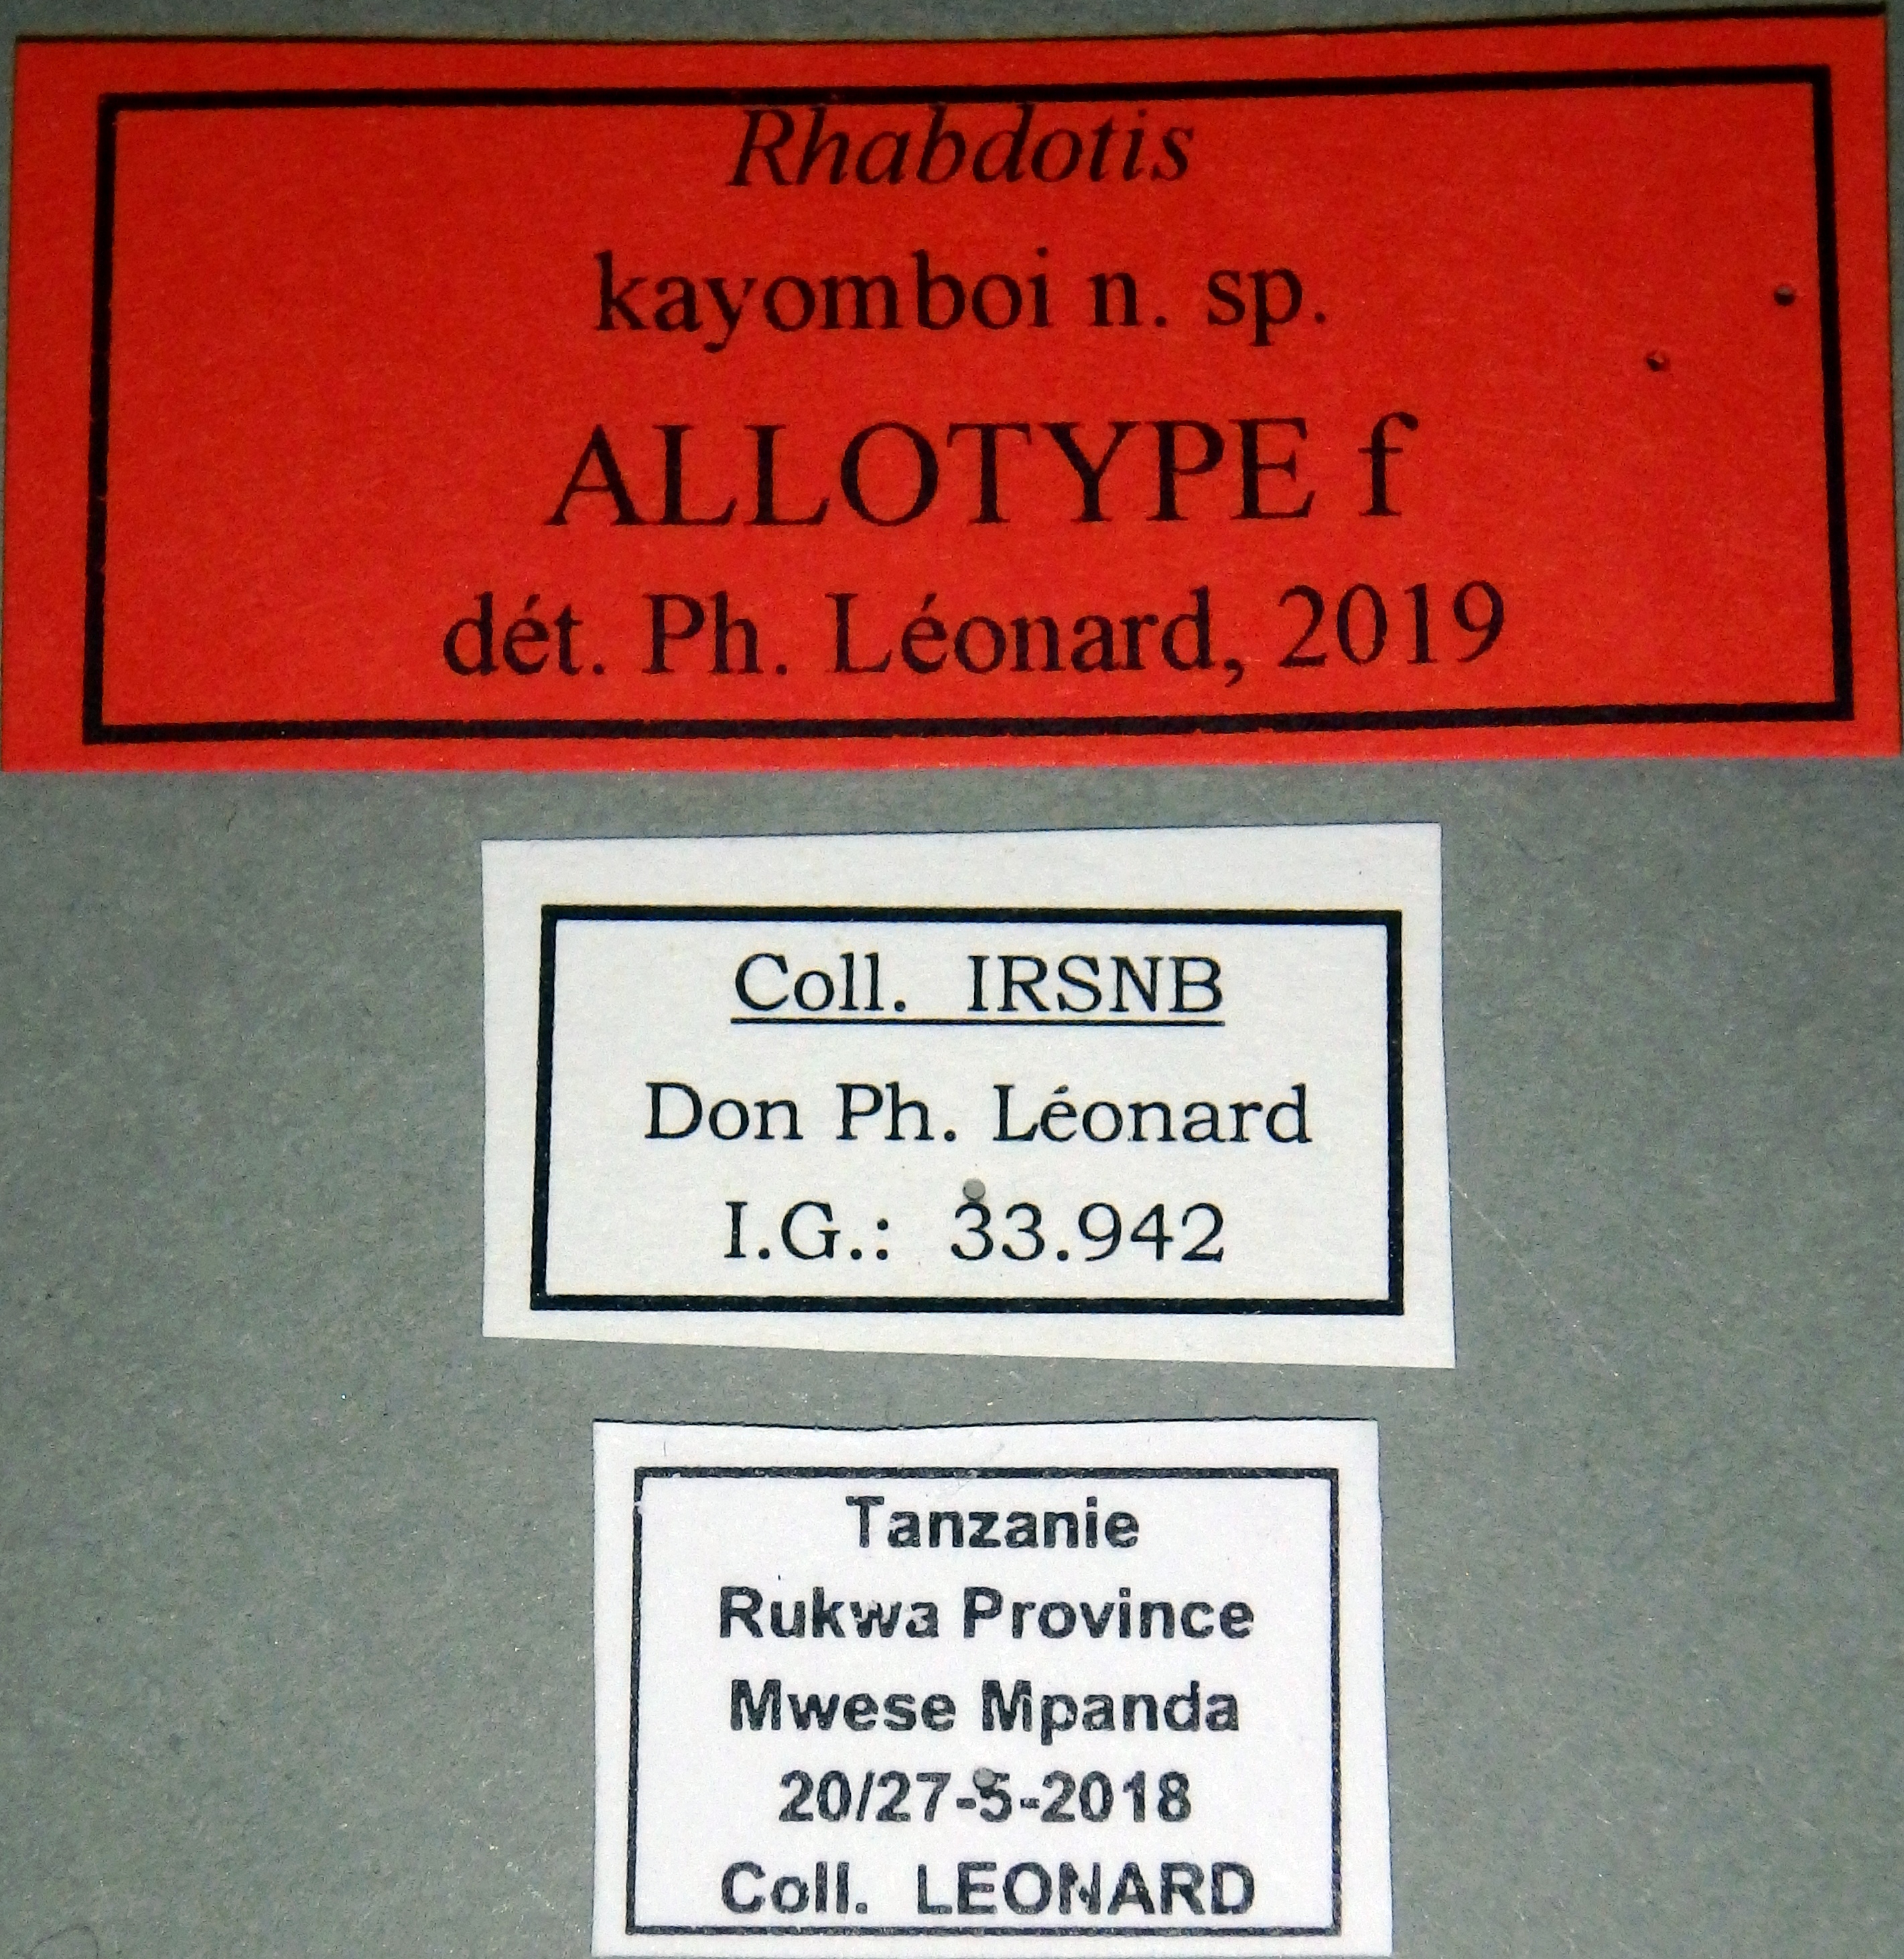 Rhabdotis
kayomboi n. sp.
ALLOTYPE f
dét. Ph. Léonard, 2019
Coll. IRSNB
Don Ph. Léonard
I.G.: 33.942
Tanzanie
Rukwa Province
Mwese Mpanda
20/27-5-2018
Coll. LEONARD